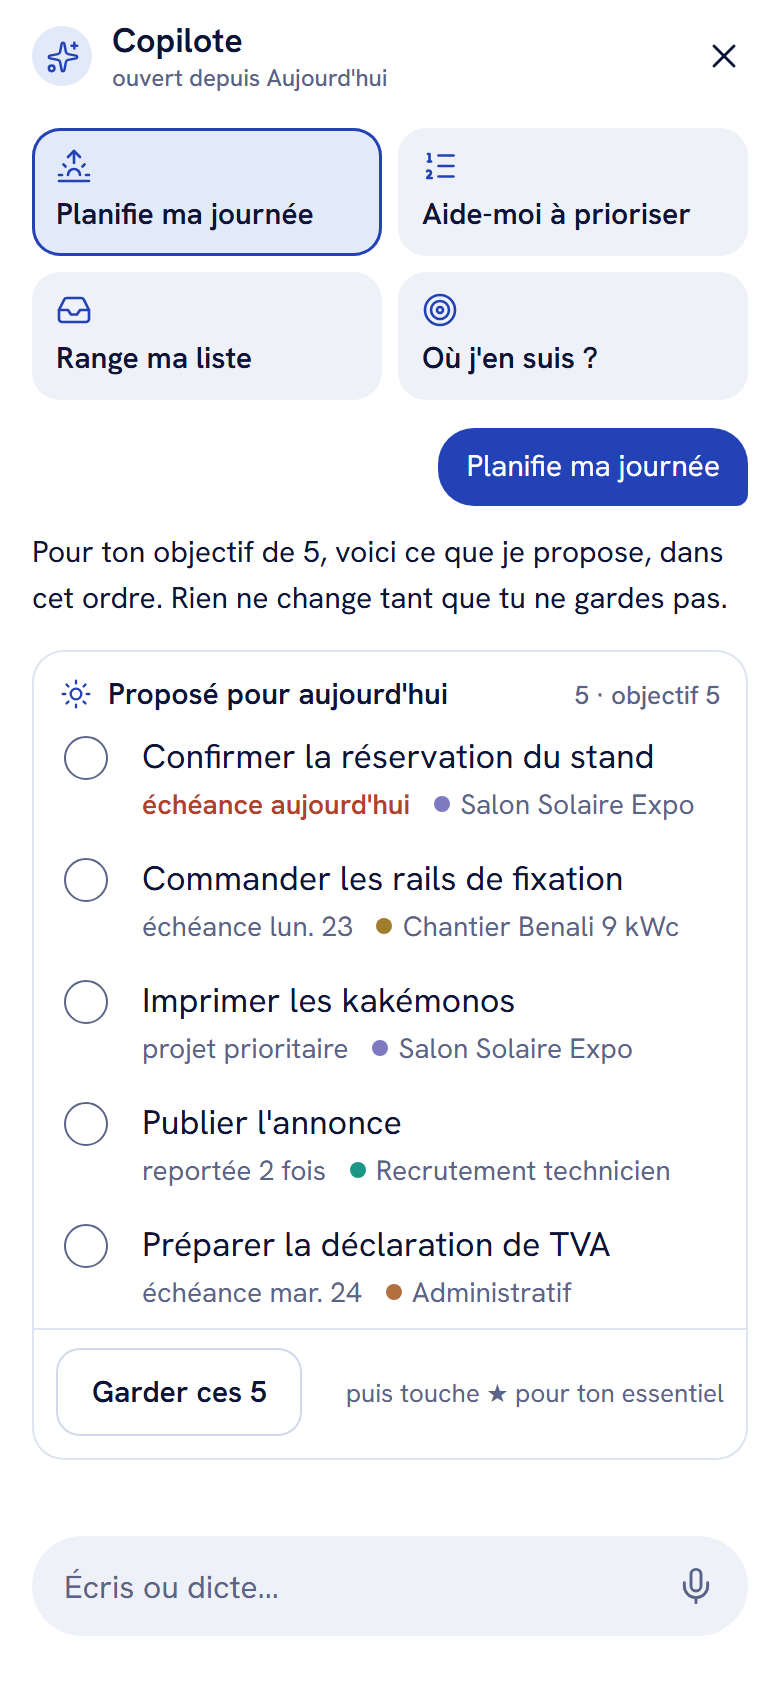 Copilote
ouvert depuis Aujourd'hui
Planifie ma journée
Aide-moi à prioriser
Range ma liste
Où j'en suis ?
Planifie ma journée
Pour ton objectif de 5, voici ce que je propose, dans
cet ordre. Rien ne change tant que tu ne gardes pas.
Proposé pour aujourd'hui
5 · objectif 5
Confirmer la réservation du stand
échéance aujourd'hui Salon Solaire Expo
Commander les rails de fixation
échéance lun. 23 Chantier Benali 9 kWc
Imprimer les kakémonos
projet prioritaire Salon Solaire Expo
Publier l'annonce
reportée 2 fois Recrutement technicien
Préparer la déclaration de TVA
échéance mar. 24 Administratif
Garder ces 5
puis touche ★ pour ton essentiel
Écris ou dicte...